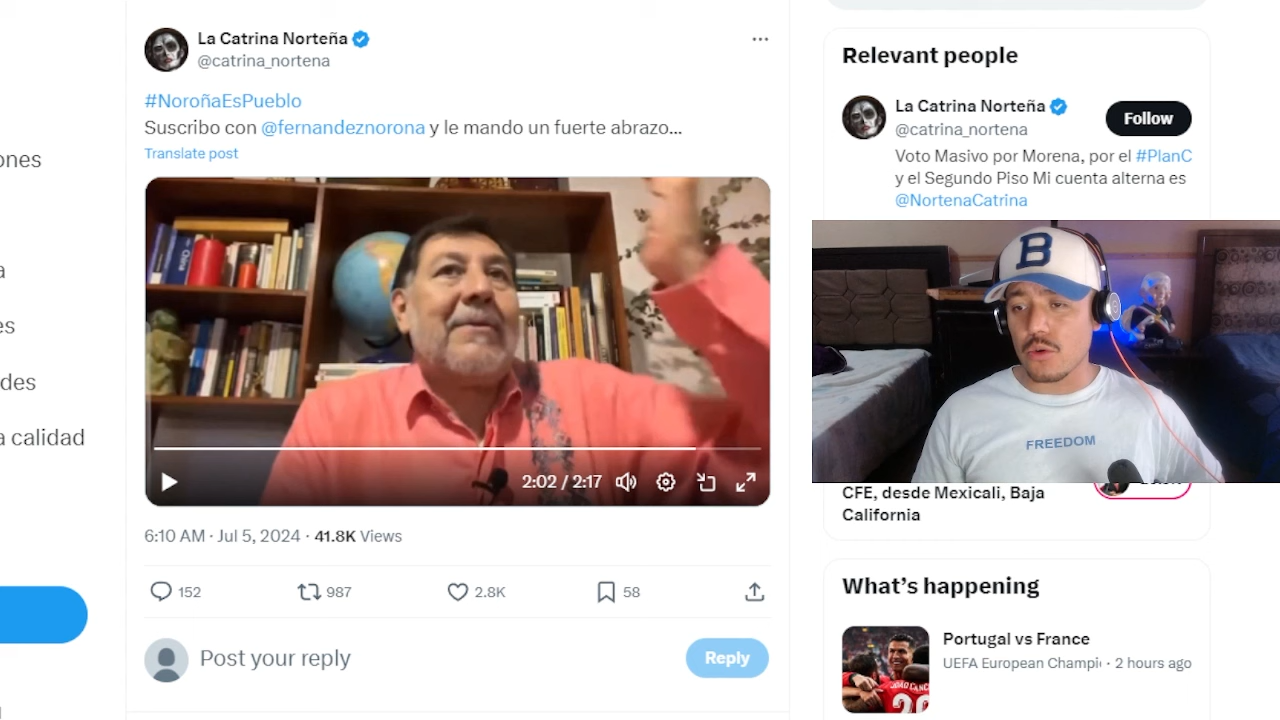 La Catrina Norteña
@catrina_nortena
#NoroñaEsPueblo
Suscribo con @fernandeznorona y le mando un fuerte abrazo...
Translate post
China
2:02 / 2:17
6:10 AM · Jul 5, 2024 · 41.8K Views
152
987
2.8K
58
Post your reply
Reply
ones
a
es
des
a calidad
Relevant people
La Catrina Norteña
@catrina_nortena
Follow
Voto Masivo por Morena, por el #PlanC
y el Segundo Piso Mi cuenta alterna es
@NortenaCatrina
B
FREEDOM
CFE, desde Mexicali, Baja
California
What's happening
Portugal vs France
UEFA European Champi · 2 hours ago